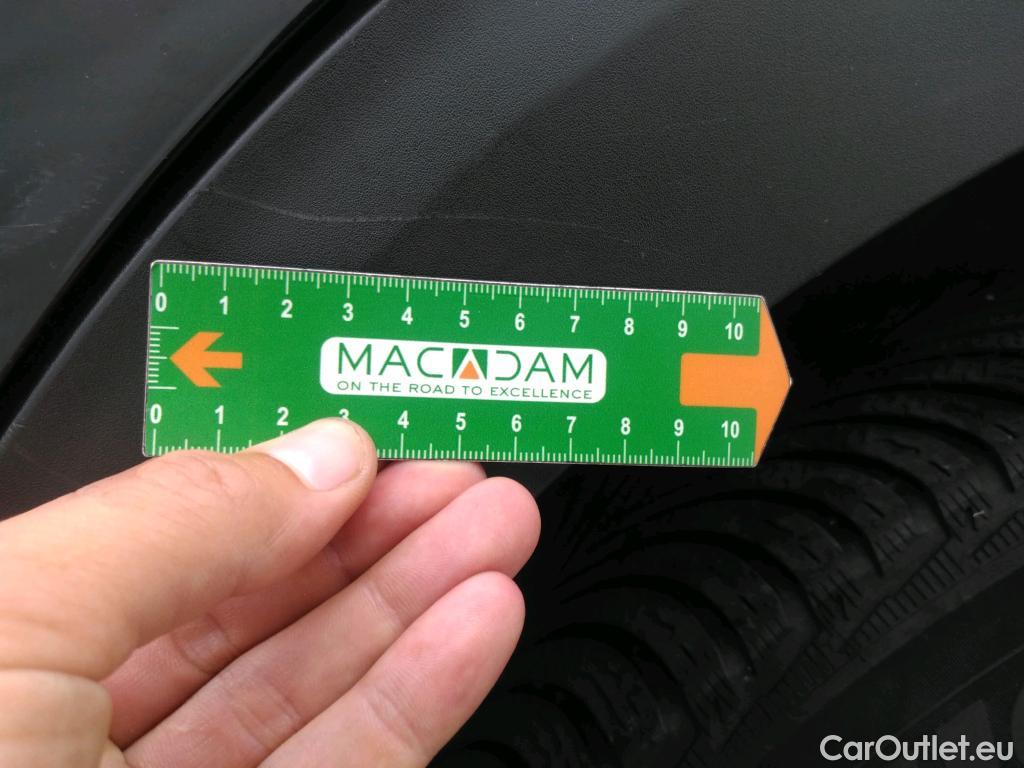 0 1 2 3 4 5 6 7 8 9 10
MACADAM
ON THE ROAD TO EXCELLENCE
0 1 2 3 4 5 6 7 8 9 10
CarOutlet.eu